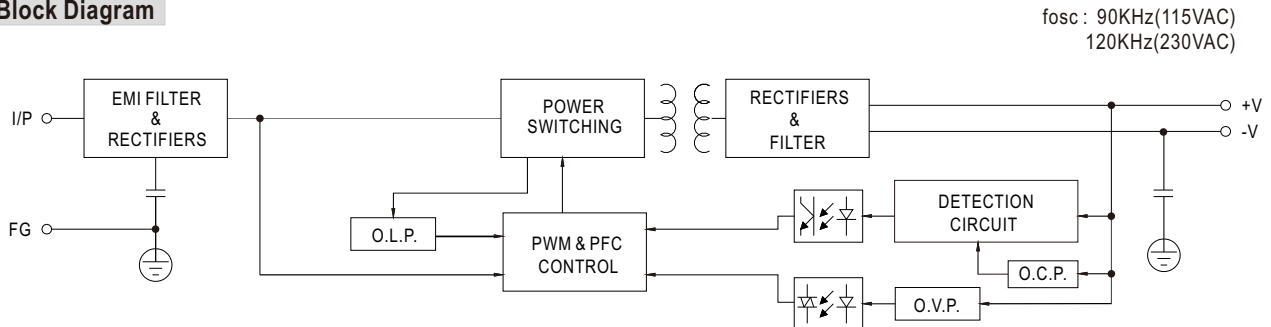 Block Diagram
fosc : 90KHz(115VAC)
120KHz(230VAC)
I/P
EMI FILTER
&
RECTIFIERS
POWER
SWITCHING
RECTIFIERS
&
FILTER
+V
-V
FG
O.L.P.
PWM & PFC
CONTROL
DETECTION
CIRCUIT
O.C.P.
O.V.P.